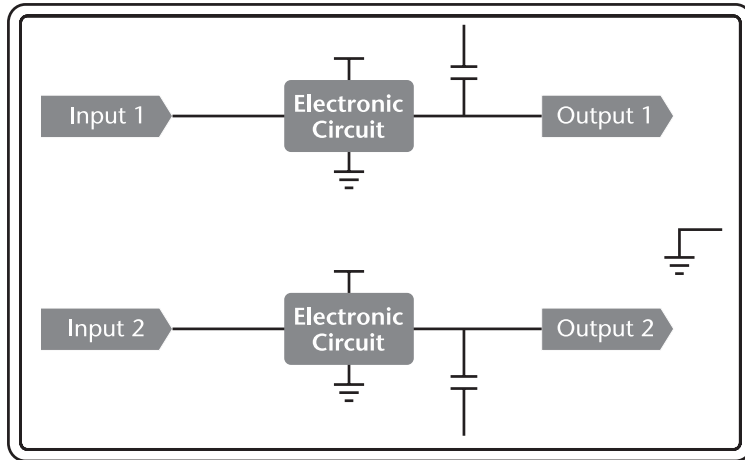 Input 1
Electronic
Circuit
Output 1
Input 2
Electronic
Circuit
Output 2